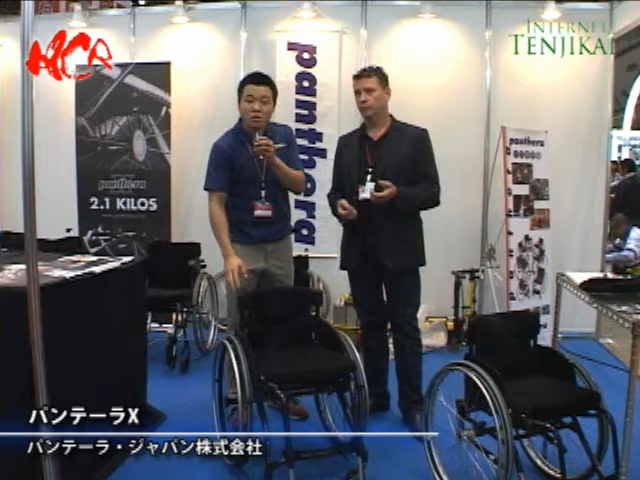 HCR
INTERNET
TENJIKAI
panthera
panthera
X
2.1 KILOS
panthera
パンテーラX
パンテーラ・ジャパン株式会社